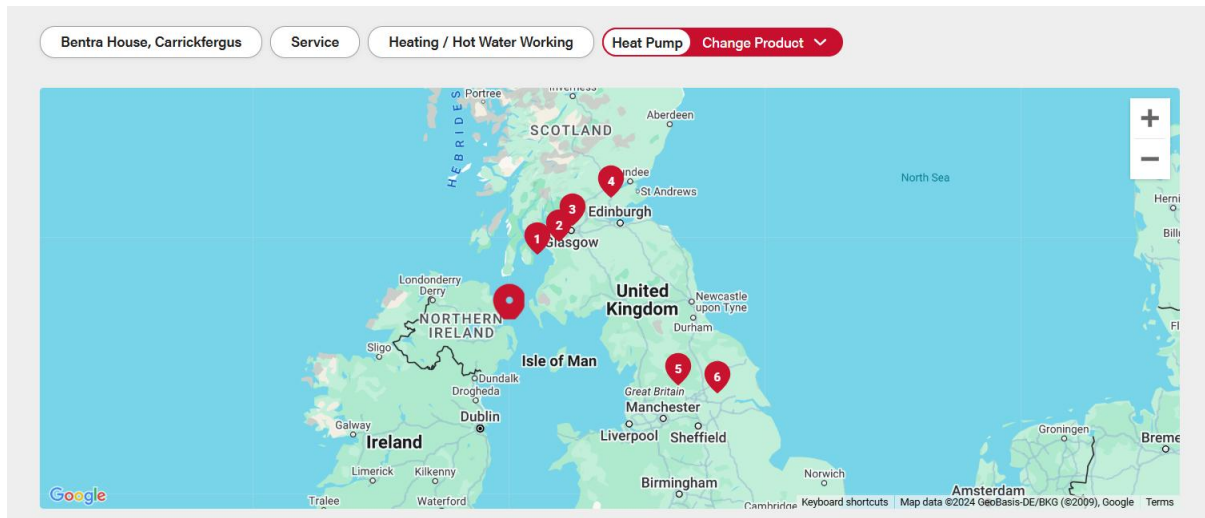 Bentra House, Carrickfergus
Service
Heating / Hot Water Working
Heat Pump
Change Product
Portree
Inverness
HEBRIDES
SCOTLAND
Aberdeen
North Sea
4
St Andrews
3
Edinburgh
2
1
Glasgow
Londonderry
Derry
United
Kingdom
Newcastle
upon Tyne
NORTHERN
IRELAND
Durham
Sligo
Isle of Man
5
6
Dundalk
Drogheda
Great Britain
Manchester
Dublin
Galway
Liverpool
Sheffield
Ireland
Groningen
Limerick
Kilkenny
Birmingham
Norwich
Amsterdam
Google
Tralee
Waterford
Cambridge
Keyboard shortcuts
Map data ©2024 GeoBasis-DE/BKG (©2009), Google
Terms